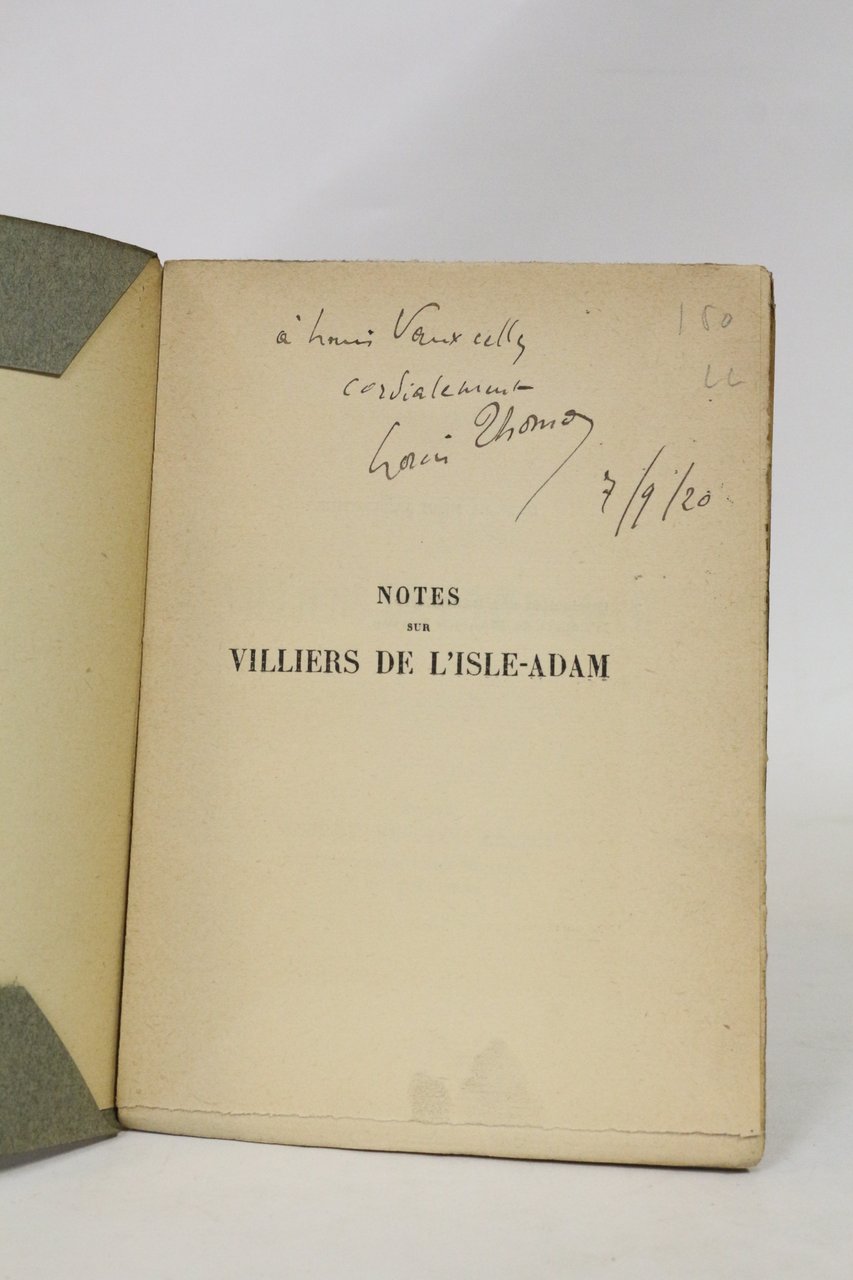 à Louis Vauxcelles
cordialement
Louis Thomas
7/9/20
150
NOTES
SUR
VILLIERS DE L'ISLE-ADAM